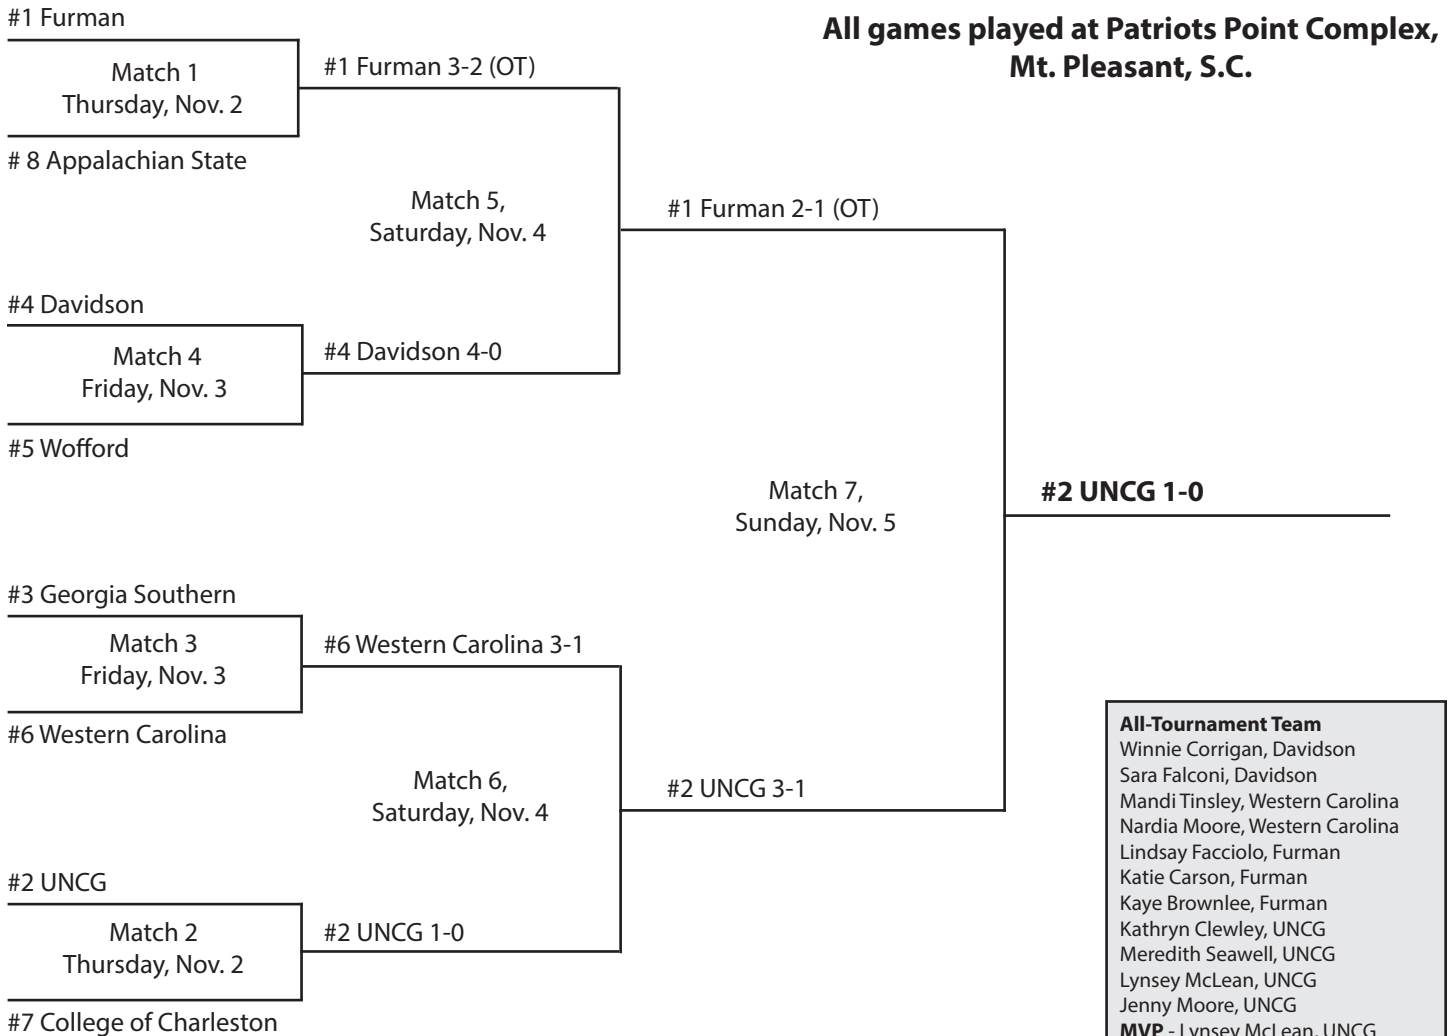 #1 Furman
All games played at Patriots Point Complex,
Mt. Pleasant, S.C.
Match 1
Thursday, Nov. 2
#1 Furman 3-2 (OT)
# 8 Appalachian State
Match 5,
Saturday, Nov. 4
#1 Furman 2-1 (OT)
#4 Davidson
Match 4
Friday, Nov. 3
#4 Davidson 4-0
#5 Wofford
Match 7,
Sunday, Nov. 5
#2 UNCG 1-0
#3 Georgia Southern
Match 3
Friday, Nov. 3
#6 Western Carolina 3-1
#6 Western Carolina
Match 6,
Saturday, Nov. 4
#2 UNCG 3-1
#2 UNCG
Match 2
Thursday, Nov. 2
#2 UNCG 1-0
#7 College of Charleston
All-Tournament Team
Winnie Corrigan, Davidson
Sara Falconi, Davidson
Mandi Tinsley, Western Carolina
Nardia Moore, Western Carolina
Lindsay Facciolo, Furman
Katie Carson, Furman
Kaye Brownlee, Furman
Kathryn Clewley, UNCG
Meredith Seawell, UNCG
Lynsey McLean, UNCG
Jenny Moore, UNCG
MVP - Lynsey McLean, UNCG